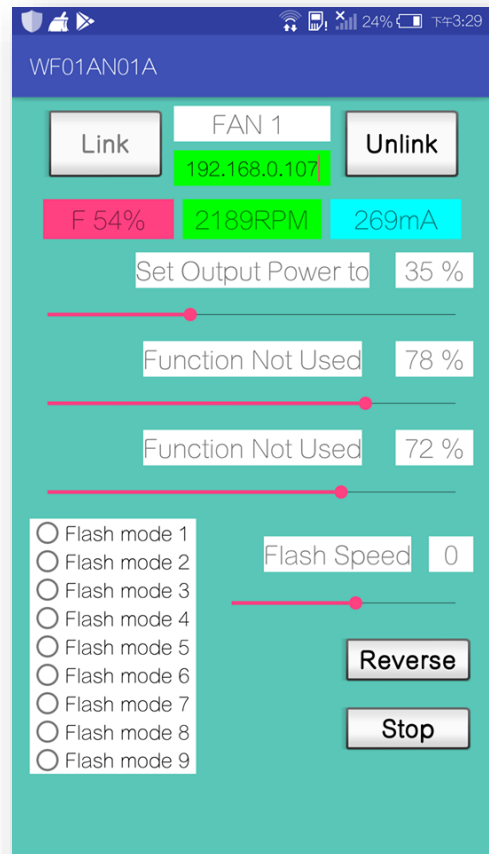 24% 下午3:29
WF01AN01A
Link
FAN 1
192.168.0.107
Unlink
F 54%
2189RPM
269mA
Set Output Power to
35 %
Function Not Used
78 %
Function Not Used
72 %
Flash mode 1
Flash mode 2
Flash mode 3
Flash mode 4
Flash mode 5
Flash mode 6
Flash mode 7
Flash mode 8
Flash mode 9
Flash Speed
0
Reverse
Stop